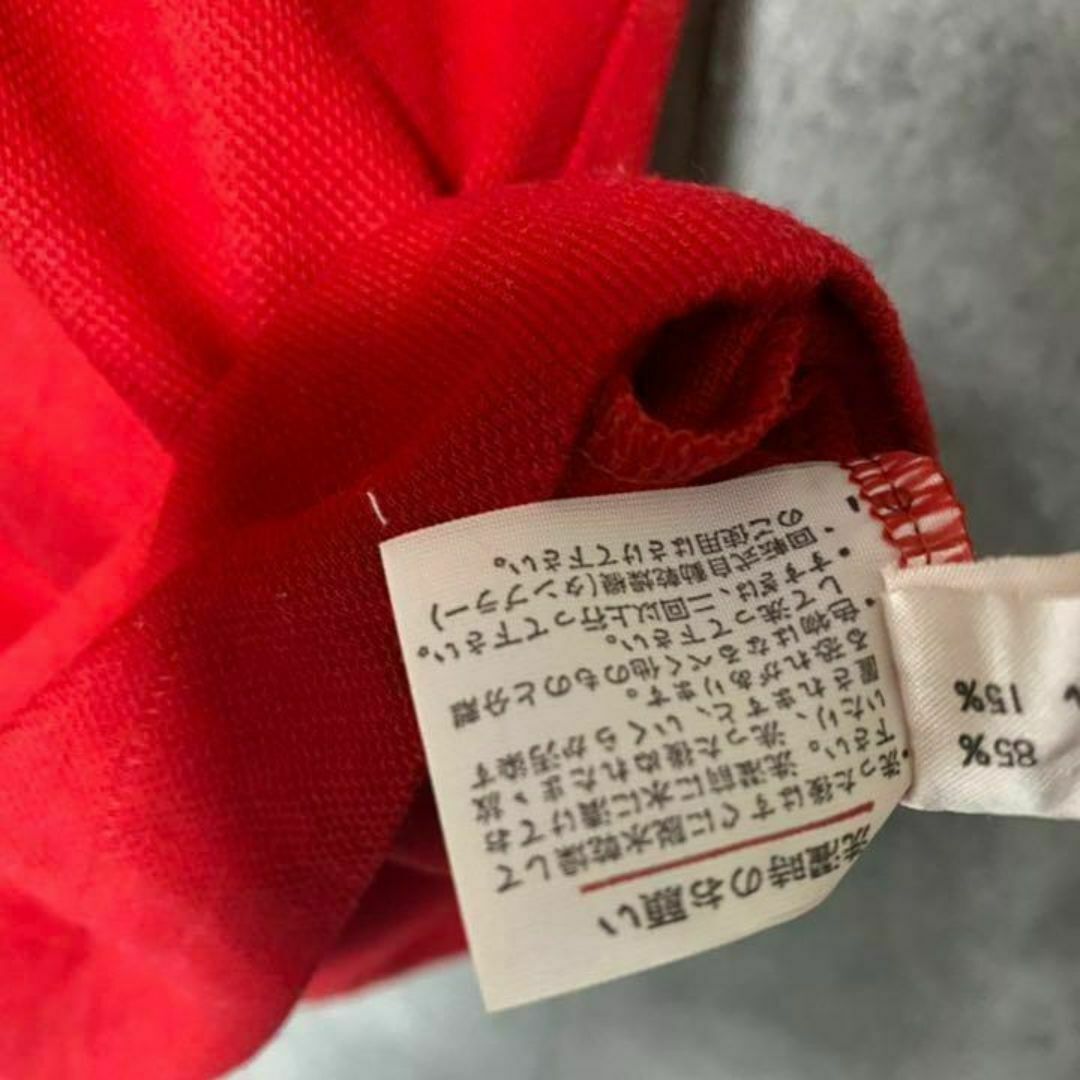 洗濯時のお願い
・洗った後はすぐに脱水乾燥して
下さい。洗濯前に水に漬けてお
いたり、洗った後ぬれたまゝ放
置されますと、いくらか汚染す
る恐れがあります。
・色物はなるべく他のものと分離
して洗って下さい。
・すすぎは、二回以上行って下さい。
・回転式自動乾燥機(タンブラー)
のご使用はさけて下さい。
85%
15%